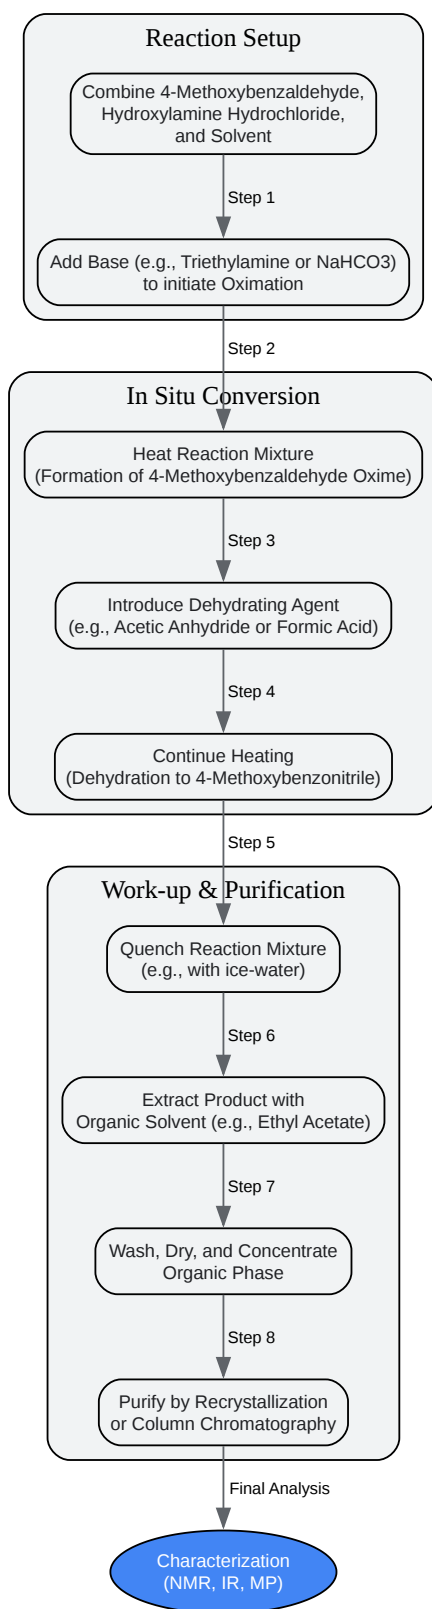 Reaction Setup
Combine 4-Methoxybenzaldehyde,
Hydroxylamine Hydrochloride,
and Solvent
Step 1
Add Base (e.g., Triethylamine or NaHCO3)
to initiate Oximation
Step 2
In Situ Conversion
Heat Reaction Mixture
(Formation of 4-Methoxybenzaldehyde Oxime)
Step 3
Introduce Dehydrating Agent
(e.g., Acetic Anhydride or Formic Acid)
Step 4
Continue Heating
(Dehydration to 4-Methoxybenzonitrile)
Step 5
Work-up & Purification
Quench Reaction Mixture
(e.g., with ice-water)
Step 6
Extract Product with
Organic Solvent (e.g., Ethyl Acetate)
Step 7
Wash, Dry, and Concentrate
Organic Phase
Step 8
Purify by Recrystallization
or Column Chromatography
Final Analysis
Characterization
(NMR, IR, MP)